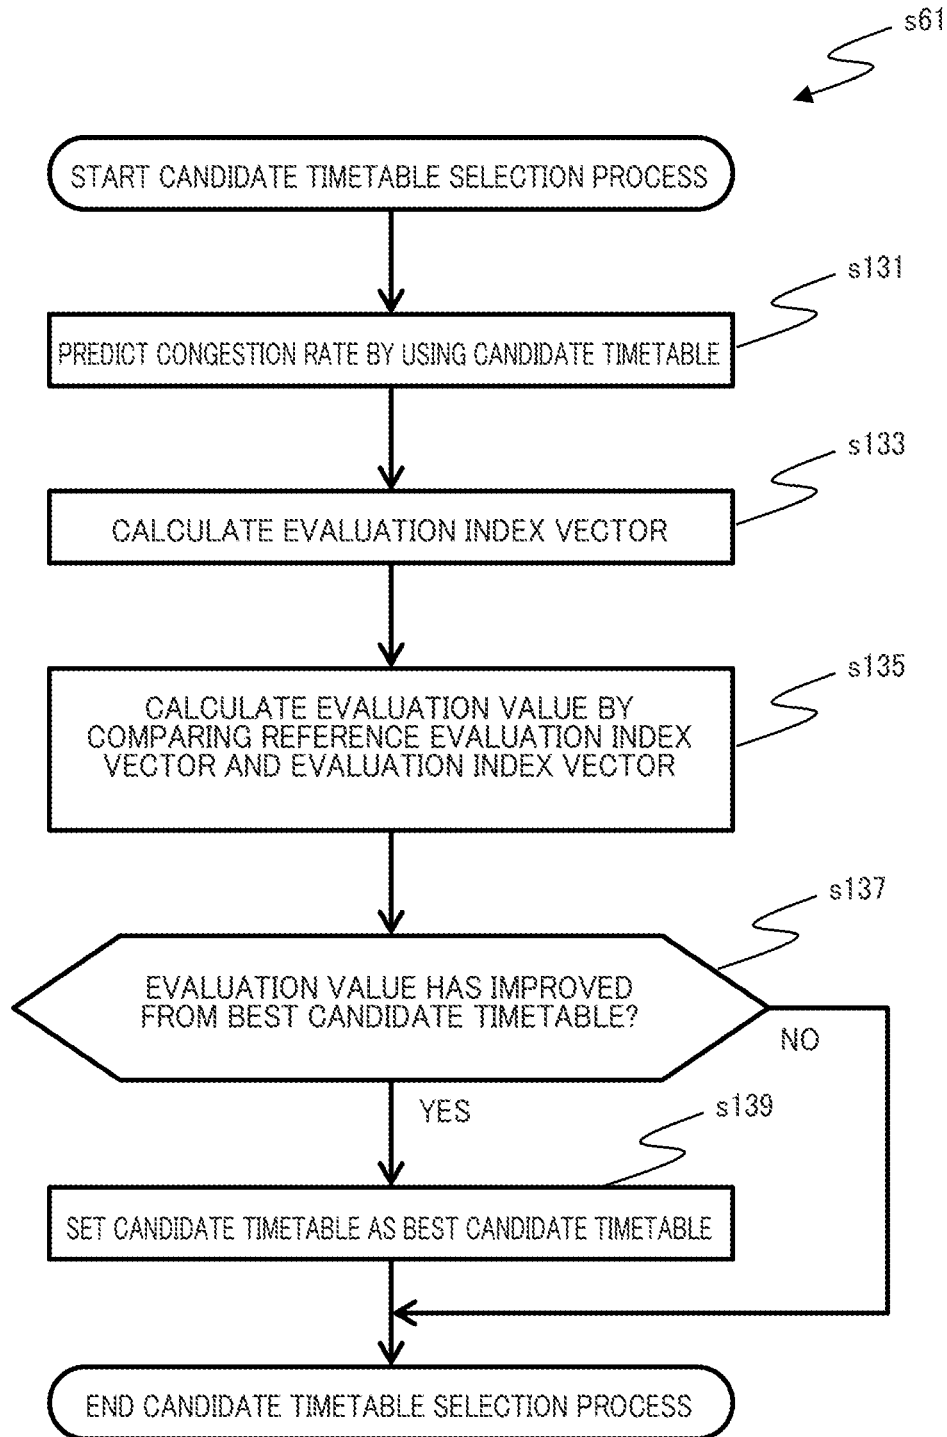 s61
START CANDIDATE TIMETABLE SELECTION PROCESS
s131
PREDICT CONGESTION RATE BY USING CANDIDATE TIMETABLE
s133
CALCULATE EVALUATION INDEX VECTOR
s135
CALCULATE EVALUATION VALUE BY
COMPARING REFERENCE EVALUATION INDEX
VECTOR AND EVALUATION INDEX VECTOR
s137
EVALUATION VALUE HAS IMPROVED
FROM BEST CANDIDATE TIMETABLE?
NO
YES
s139
SET CANDIDATE TIMETABLE AS BEST CANDIDATE TIMETABLE
END CANDIDATE TIMETABLE SELECTION PROCESS